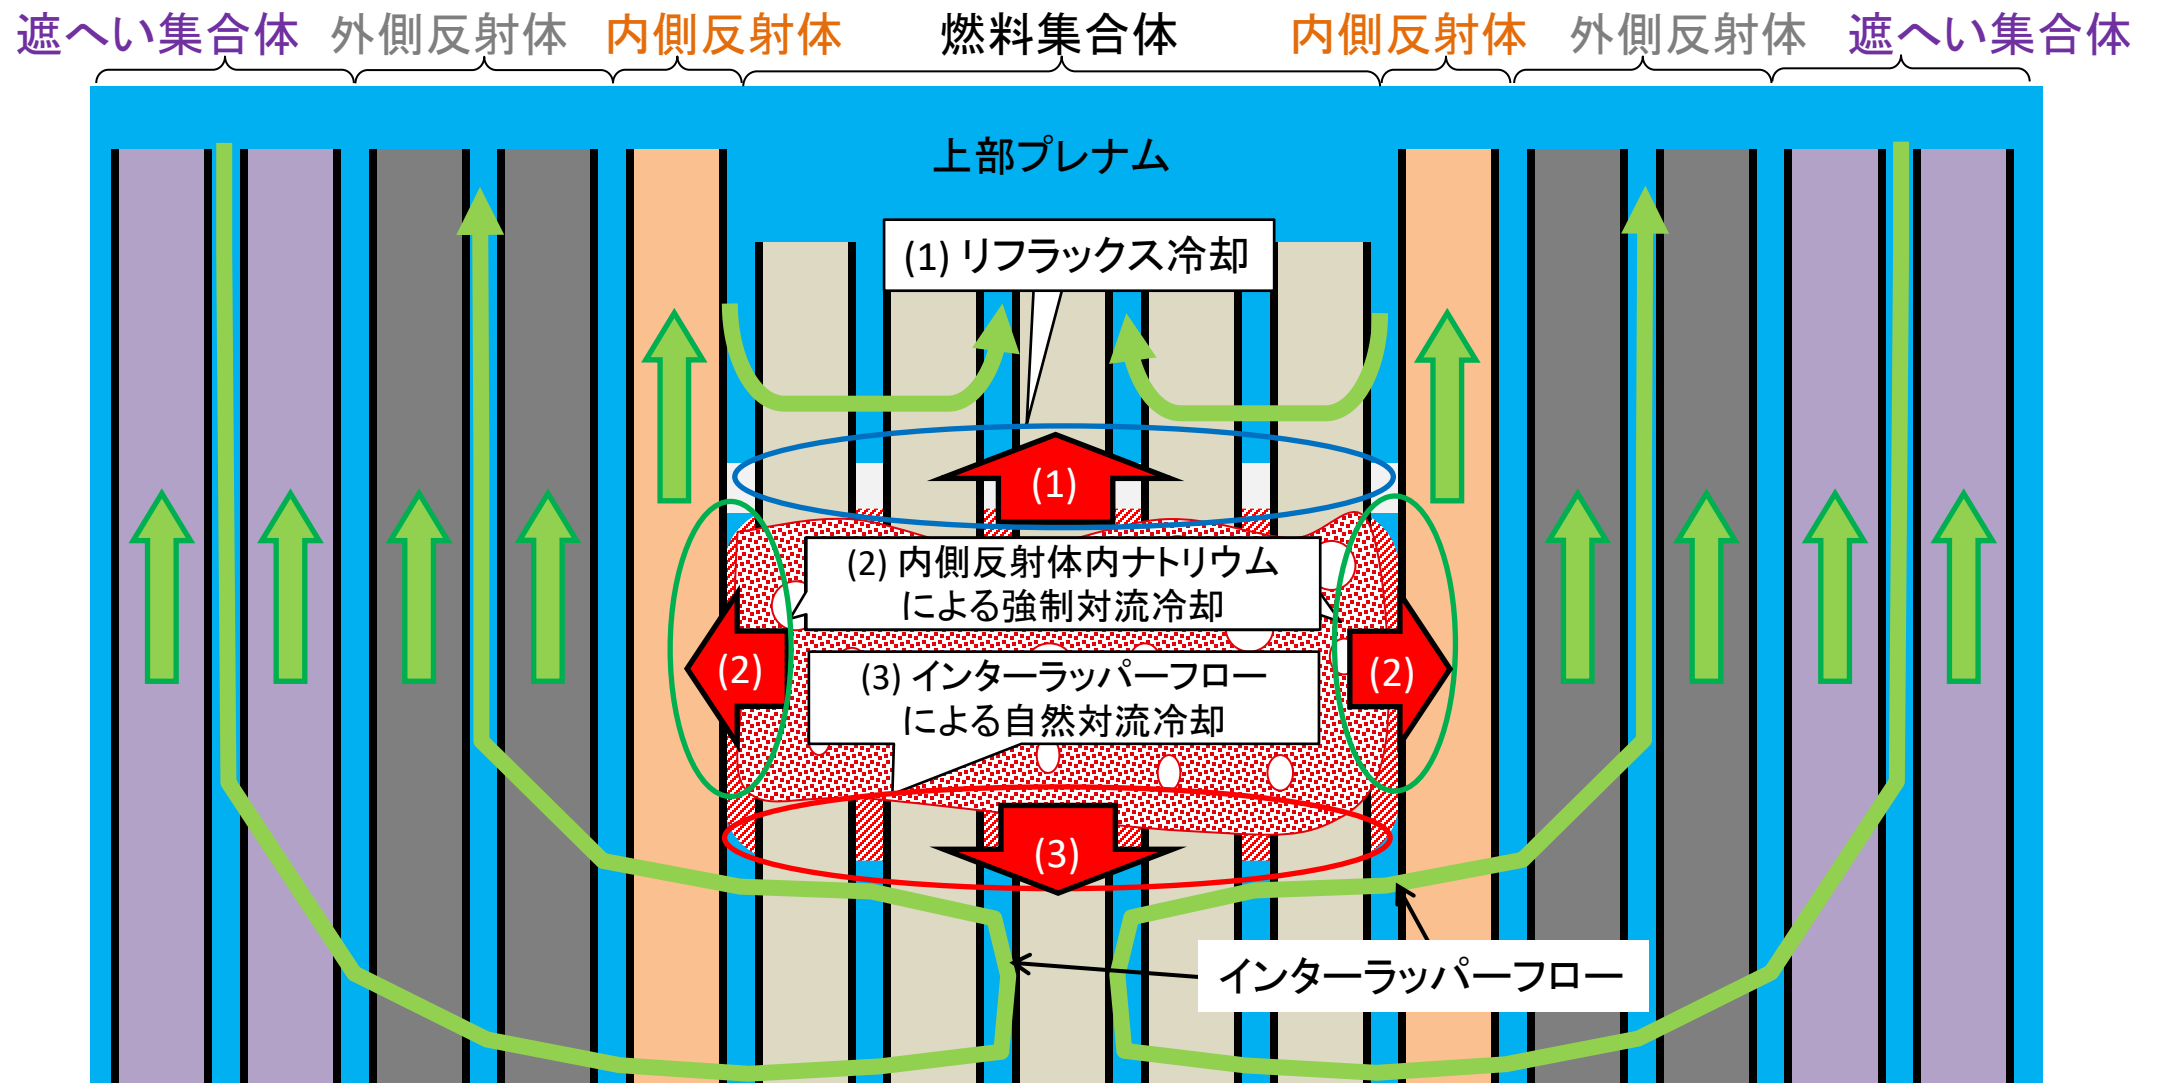 遮へい集合体 外側反射体 内側反射体 燃料集合体 内側反射体 外側反射体 遮へい集合体
上部プレナム
(1) リフラックス冷却
(1)
(2) 内側反射体内ナトリウム
による強制対流冷却
(2)
(2)
(3) インターラッパーフロー
による自然対流冷却
(3)
インターラッパーフロー